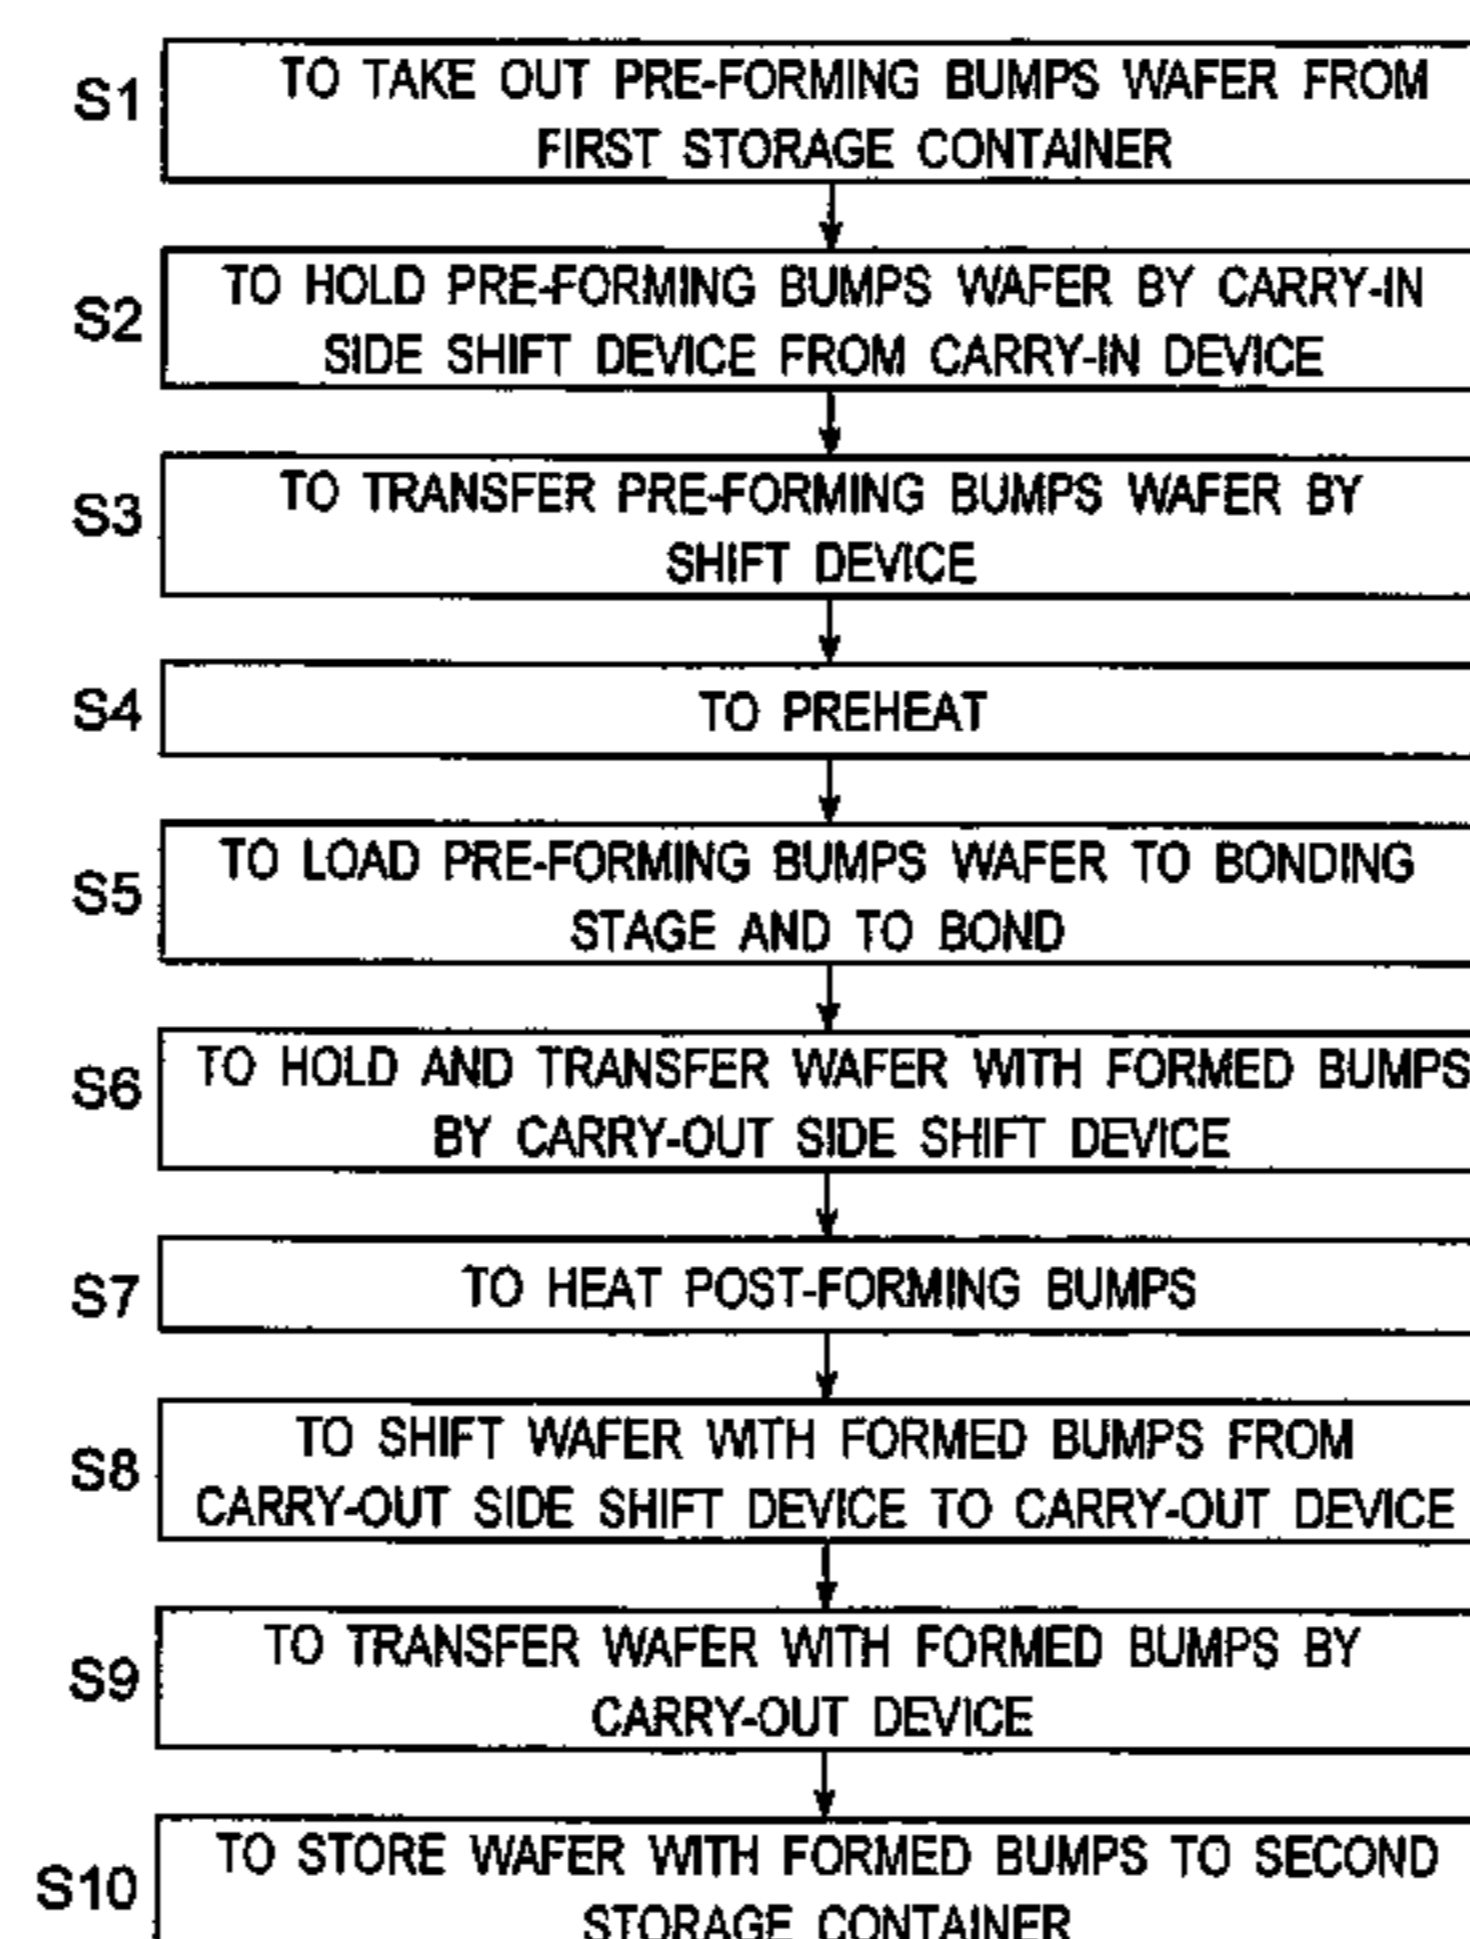 S1
TO TAKE OUT PRE-FORMING BUMPS WAFER FROM
FIRST STORAGE CONTAINER
S2
TO HOLD PRE-FORMING BUMPS WAFER BY CARRY-IN
SIDE SHIFT DEVICE FROM CARRY-IN DEVICE
S3
TO TRANSFER PRE-FORMING BUMPS WAFER BY
SHIFT DEVICE
S4
TO PREHEAT
S5
TO LOAD PRE-FORMING BUMPS WAFER TO BONDING
STAGE AND TO BOND
S6
TO HOLD AND TRANSFER WAFER WITH FORMED BUMPS
BY CARRY-OUT SIDE SHIFT DEVICE
S7
TO HEAT POST-FORMING BUMPS
S8
TO SHIFT WAFER WITH FORMED BUMPS FROM
CARRY-OUT SIDE SHIFT DEVICE TO CARRY-OUT DEVICE
S9
TO TRANSFER WAFER WITH FORMED BUMPS BY
CARRY-OUT DEVICE
S10
TO STORE WAFER WITH FORMED BUMPS TO SECOND
STORAGE CONTAINER